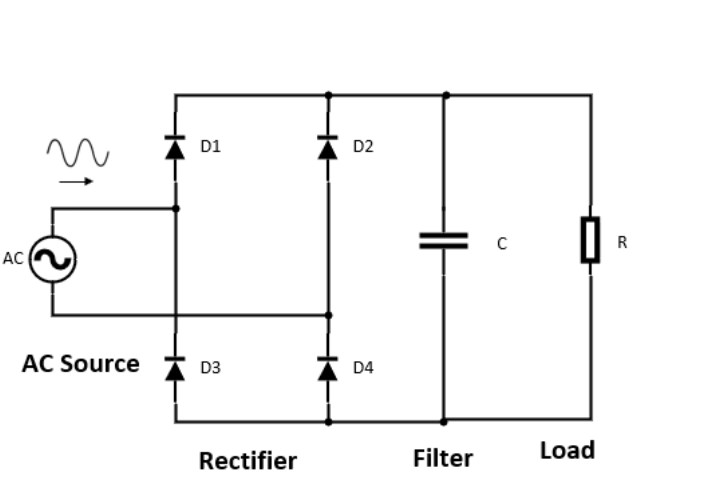 D1
D2
AC
C
R
AC Source
D3
D4
Rectifier
Filter
Load